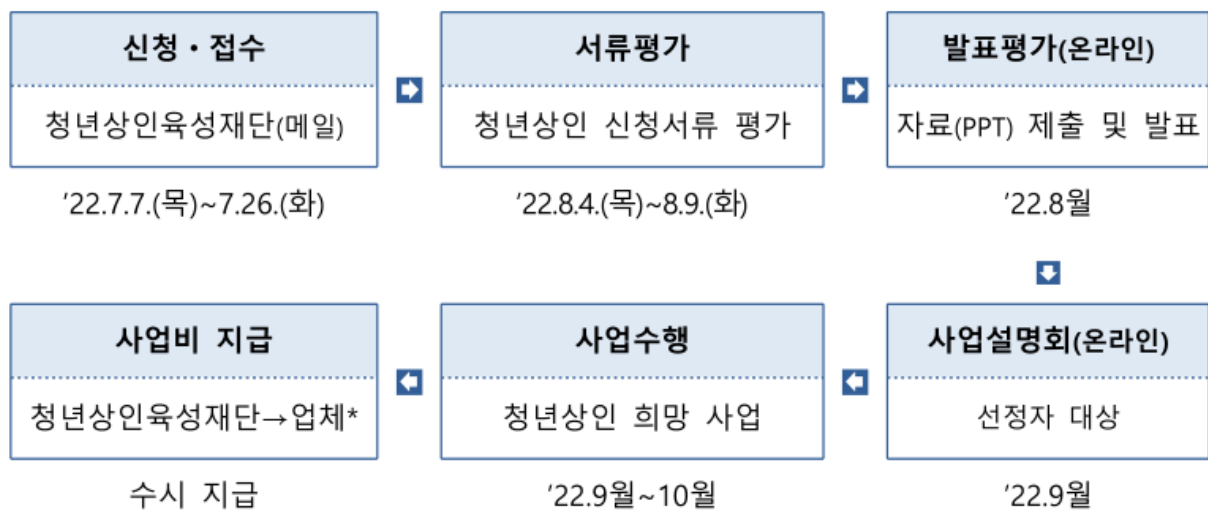 신청・접수
청년상인육성재단(메일)
'22.7.7.(목)~7.26.(화)
서류평가
청년상인 신청서류 평가
'22.8.4.(목)~8.9.(화)
발표평가(온라인)
자료(PPT) 제출 및 발표
'22.8월
사업설명회(온라인)
선정자 대상
'22.9월
사업수행
청년상인 희망 사업
'22.9월~10월
사업비 지급
청년상인육성재단→업체*
수시 지급